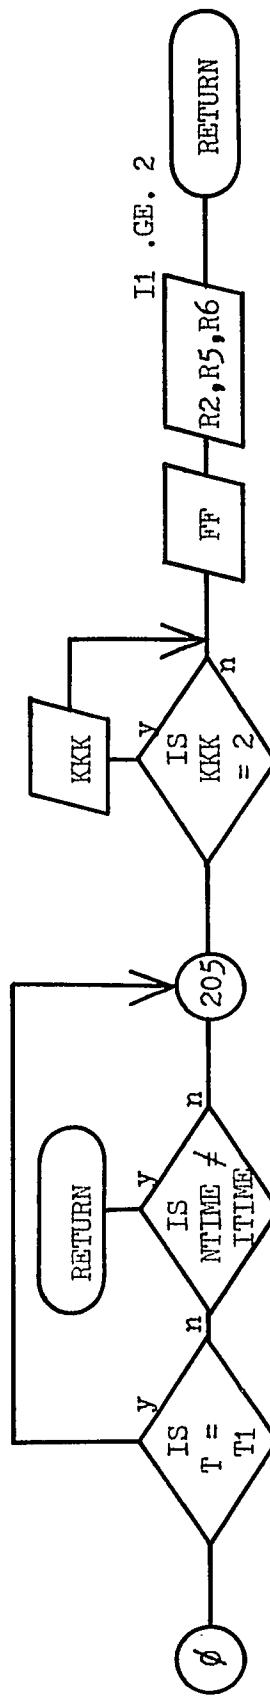 φ
IS
T =
T1
y
n
RETURN
IS
NTIME ≠
ITIME
y
n
205
KKK
IS
KKK
= 2
y
n
FF
I1 .GE. 2
R2,R5,R6
RETURN